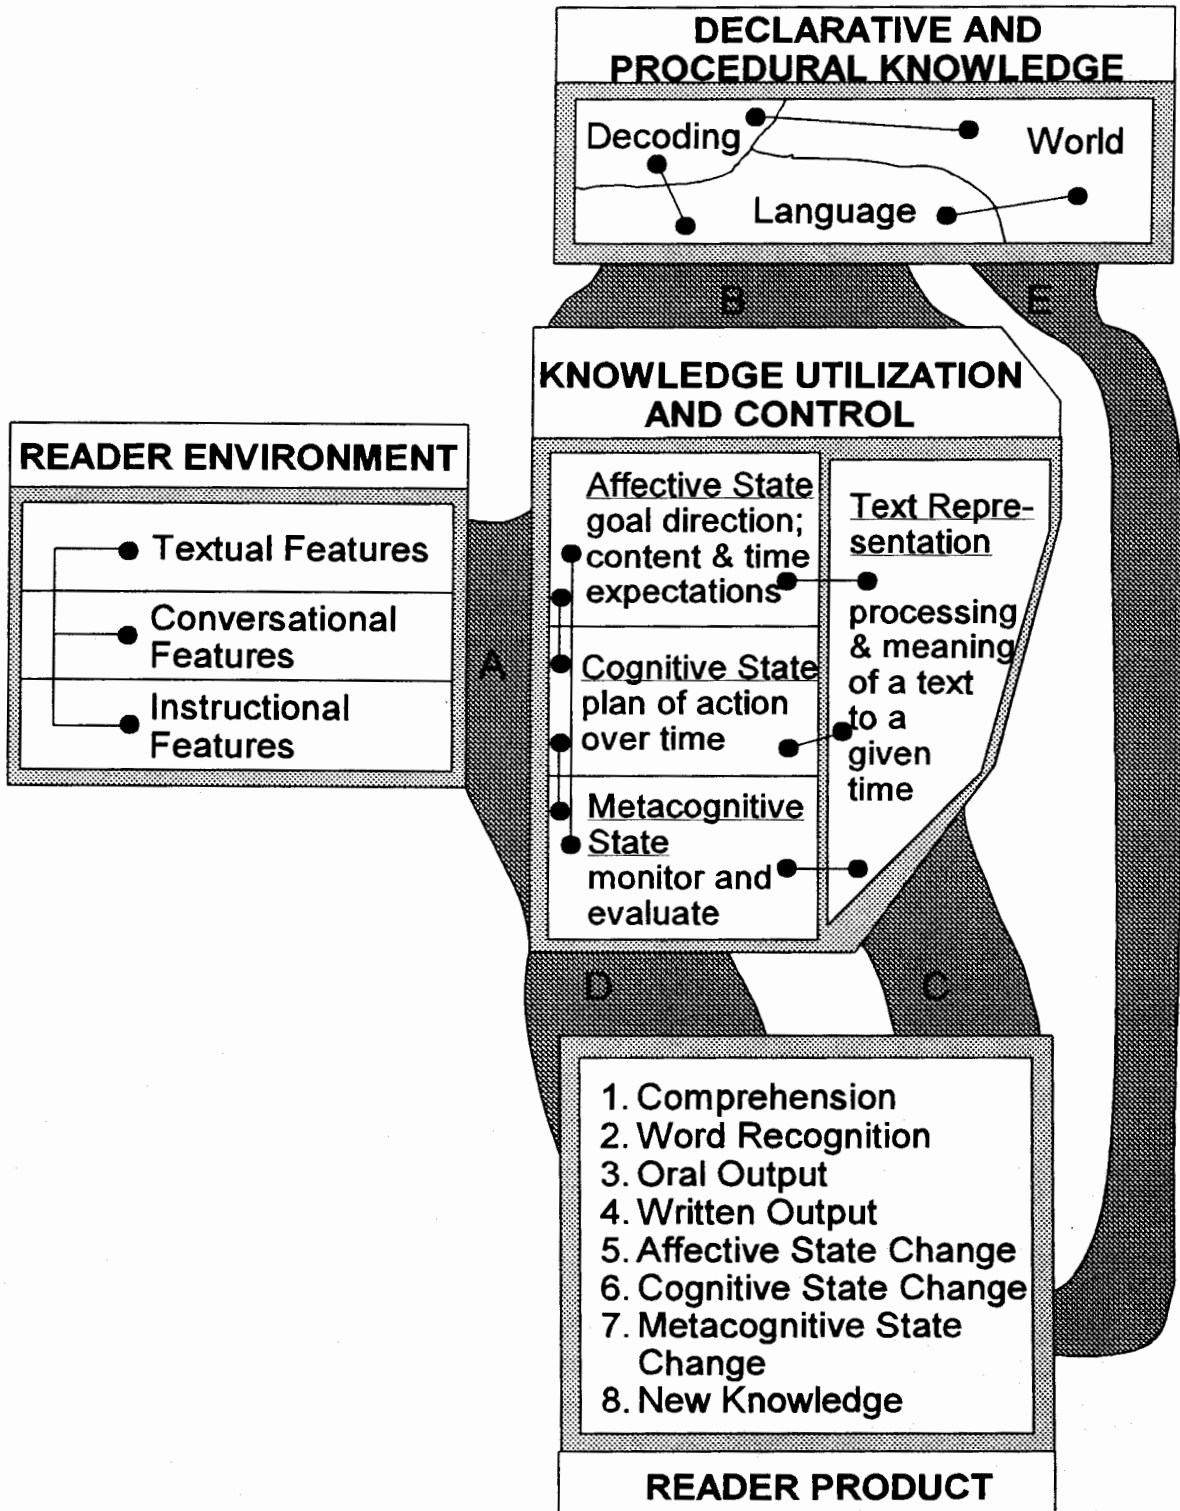 DECLARATIVE AND
PROCEDURAL KNOWLEDGE
Decoding
World
Language
B
E
KNOWLEDGE UTILIZATION
AND CONTROL
READER ENVIRONMENT
Textual Features
Conversational
Features
Instructional
Features
A
Affective State
goal direction;
content & time
expectations
Cognitive State
plan of action
over time
Metacognitive
State
monitor and
evaluate
Text Repre-
sentation
processing
& meaning
of a text
to a
given
time
D
C
1. Comprehension
2. Word Recognition
3. Oral Output
4. Written Output
5. Affective State Change
6. Cognitive State Change
7. Metacognitive State
Change
8. New Knowledge
READER PRODUCT